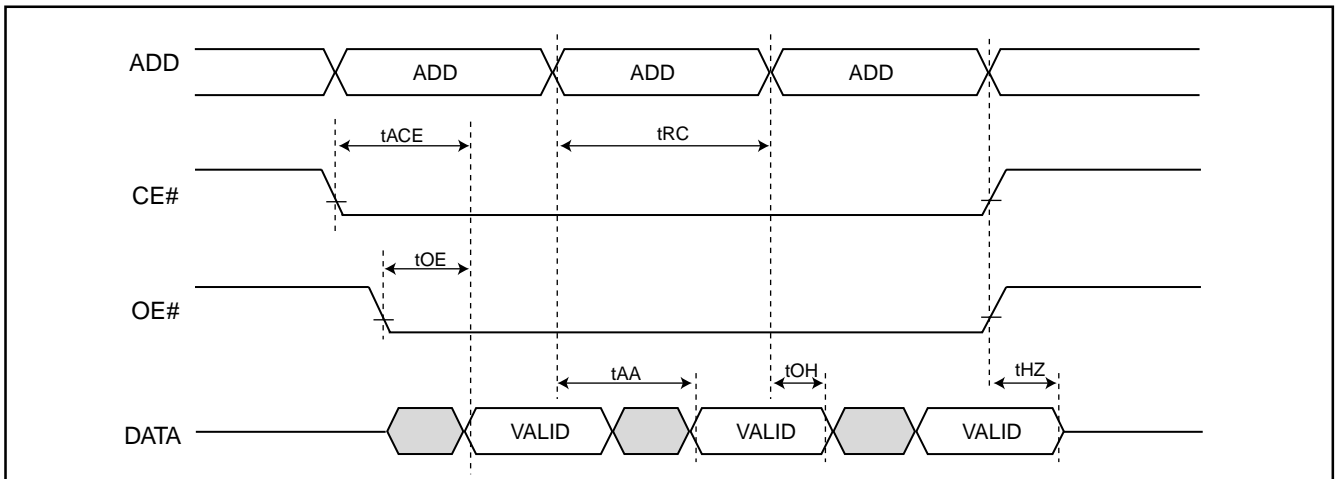 ADD
ADD
ADD
ADD
tACE
tRC
CE#
tOE
OE#
tAA
tOH
tHZ
DATA
VALID
VALID
VALID